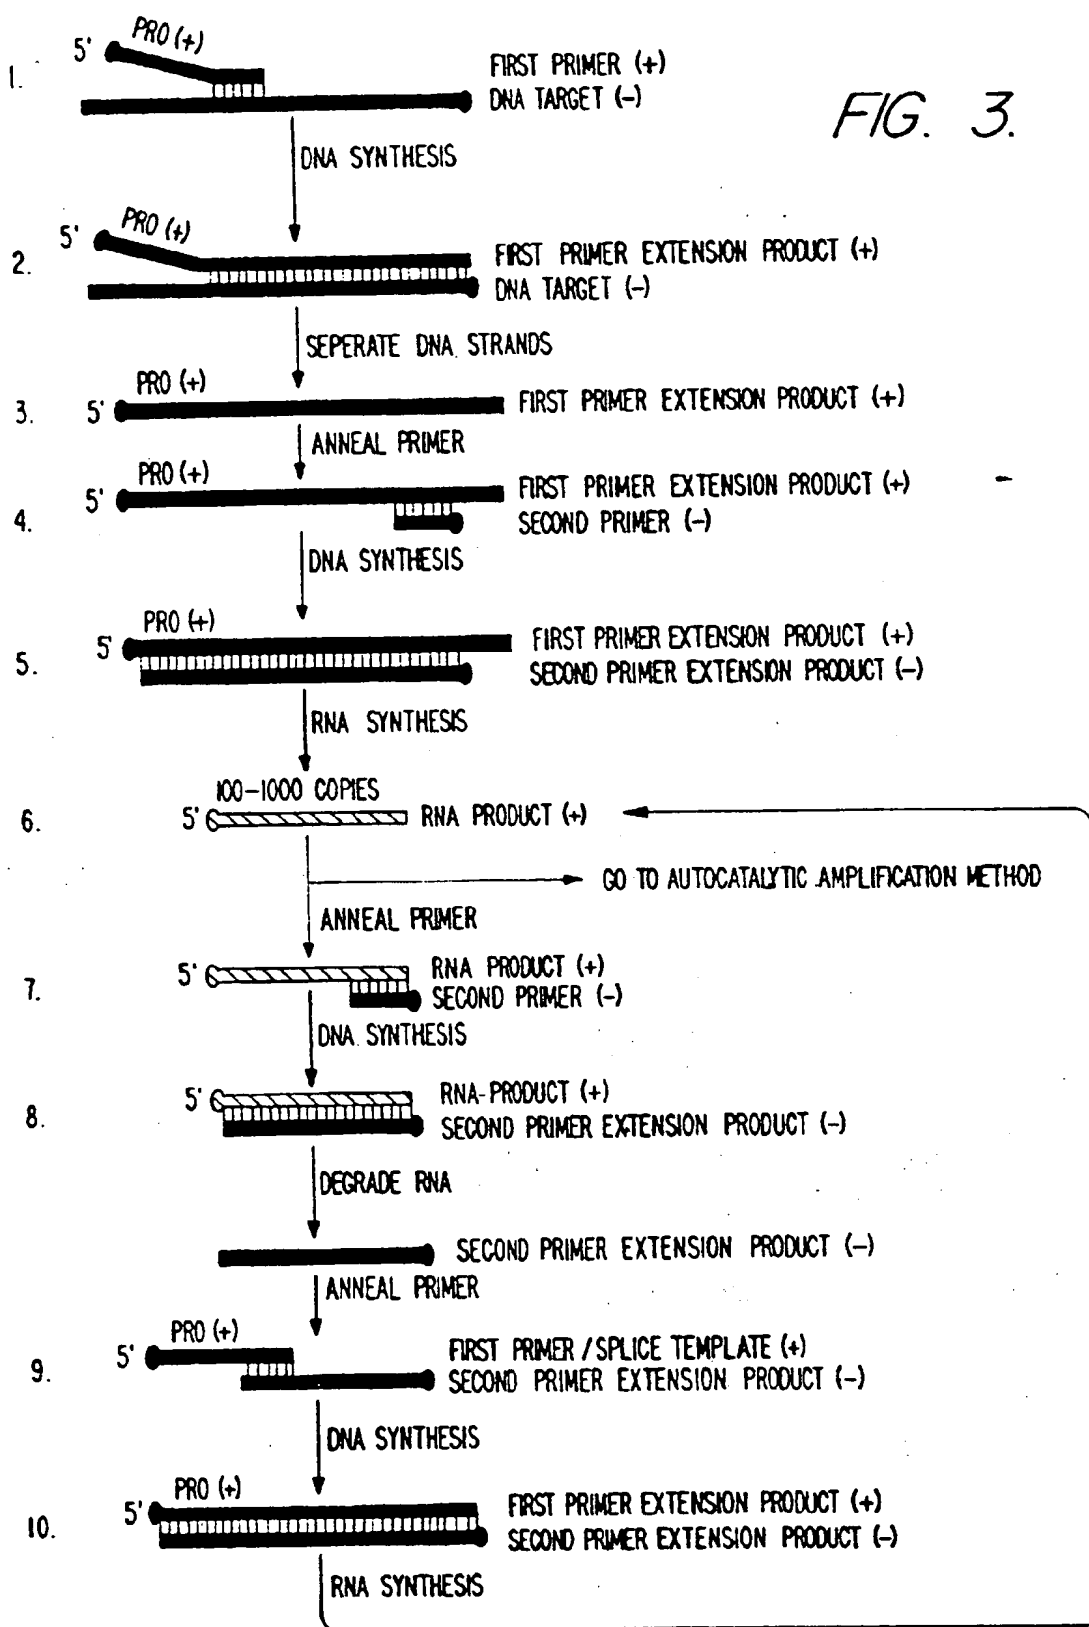 FIG. 3.
1.
5'
PRO (+)
FIRST PRIMER (+)
DNA TARGET (-)
DNA SYNTHESIS
2.
5'
PRO (+)
FIRST PRIMER EXTENSION PRODUCT (+)
DNA TARGET (-)
SEPERATE DNA STRANDS
3.
5'
PRO (+)
FIRST PRIMER EXTENSION PRODUCT (+)
ANNEAL PRIMER
4.
5'
PRO (+)
FIRST PRIMER EXTENSION PRODUCT (+)
SECOND PRIMER (-)
DNA SYNTHESIS
5.
5'
PRO (+)
FIRST PRIMER EXTENSION PRODUCT (+)
SECOND PRIMER EXTENSION PRODUCT (-)
RNA SYNTHESIS
6.
100-1000 COPIES
5'
RNA PRODUCT (+)
GO TO AUTOCATALYTIC AMPLIFICATION METHOD
ANNEAL PRIMER
7.
5'
RNA PRODUCT (+)
SECOND PRIMER (-)
DNA SYNTHESIS
8.
5'
RNA-PRODUCT (+)
SECOND PRIMER EXTENSION PRODUCT (-)
DEGRADE RNA
SECOND PRIMER EXTENSION PRODUCT (-)
ANNEAL PRIMER
9.
5'
PRO (+)
FIRST PRIMER / SPLICE TEMPLATE (+)
SECOND PRIMER EXTENSION PRODUCT (-)
DNA SYNTHESIS
10.
5'
PRO (+)
FIRST PRIMER EXTENSION PRODUCT (+)
SECOND PRIMER EXTENSION PRODUCT (-)
RNA SYNTHESIS